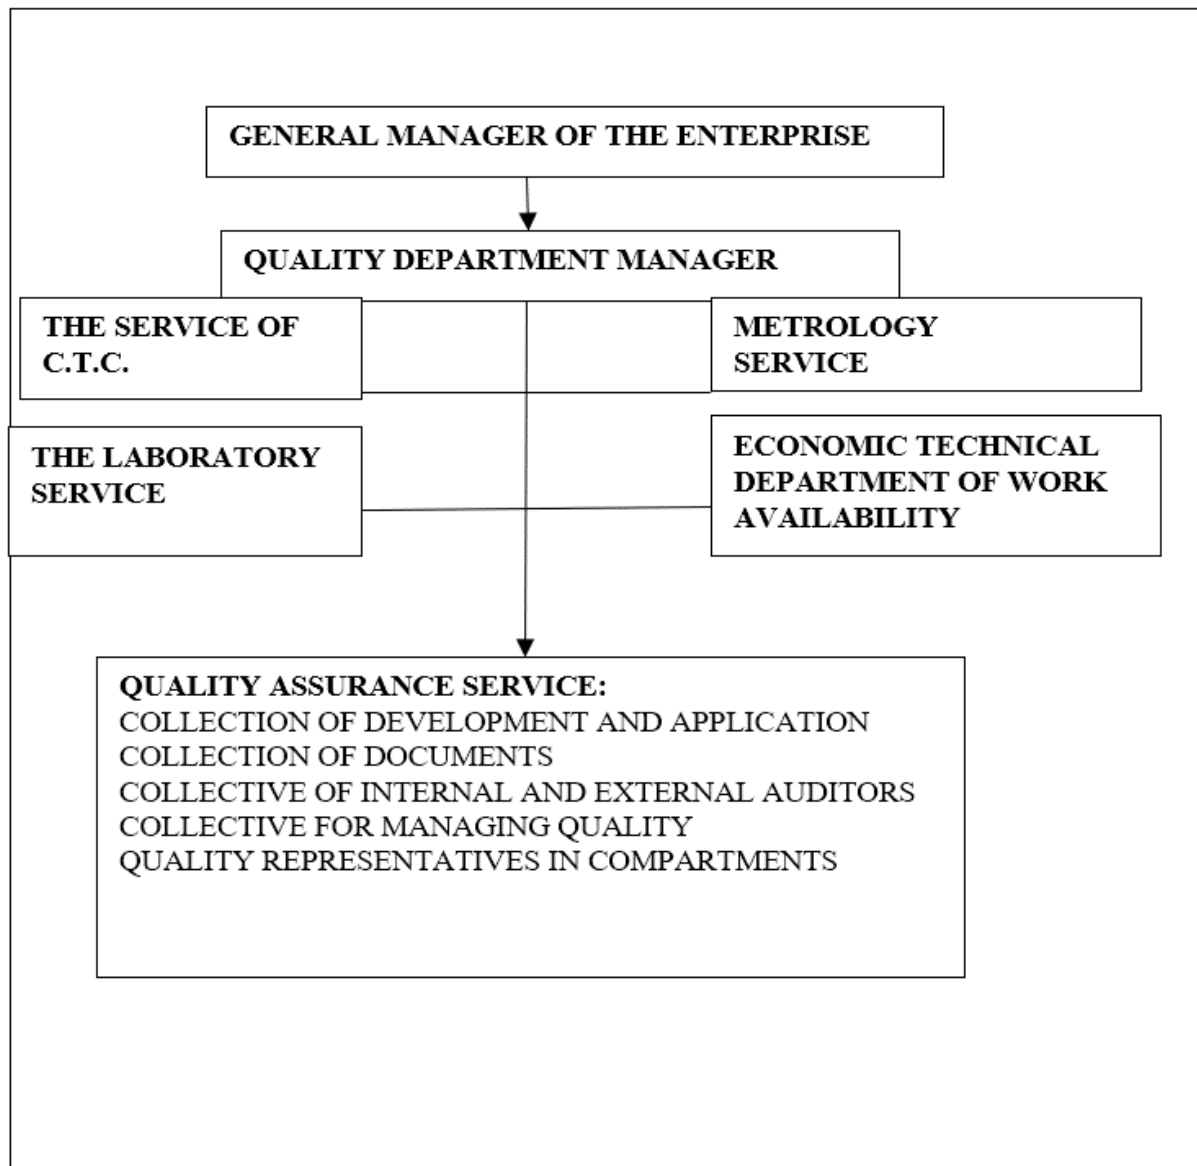 GENERAL MANAGER OF THE ENTERPRISE
QUALITY DEPARTMENT MANAGER
THE SERVICE OF
C.T.C.
METROLOGY
SERVICE
THE LABORATORY
SERVICE
ECONOMIC TECHNICAL
DEPARTMENT OF WORK
AVAILABILITY
QUALITY ASSURANCE SERVICE:
COLLECTION OF DEVELOPMENT AND APPLICATION
COLLECTION OF DOCUMENTS
COLLECTIVE OF INTERNAL AND EXTERNAL AUDITORS
COLLECTIVE FOR MANAGING QUALITY
QUALITY REPRESENTATIVES IN COMPARTMENTS